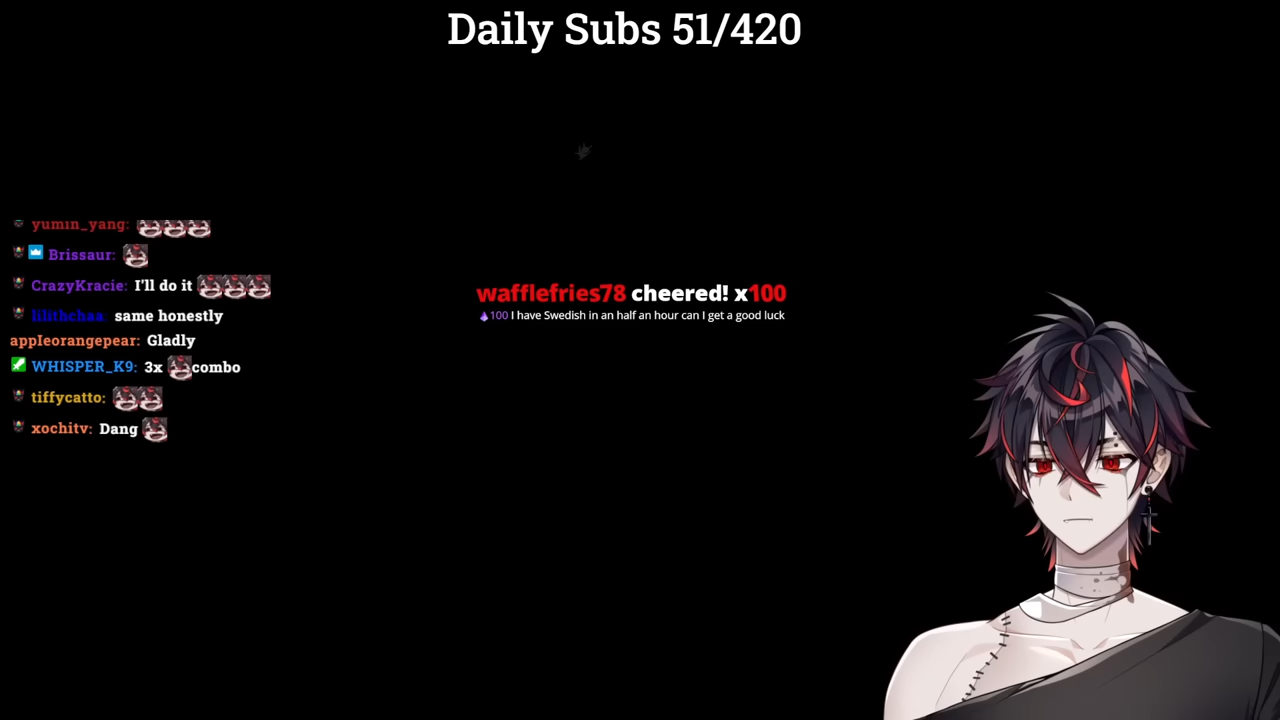 Daily Subs 51/420
yumin_yang:
Brissaur:
CrazyKracie: I'll do it
lilithchaa: same honestly
appIeorangepear: Gladly
WHISPER_K9: 3x combo
tiffycatto:
xochitv: Dang
wafflefries78 cheered! x100
100 I have Swedish in an half an hour can I get a good luck